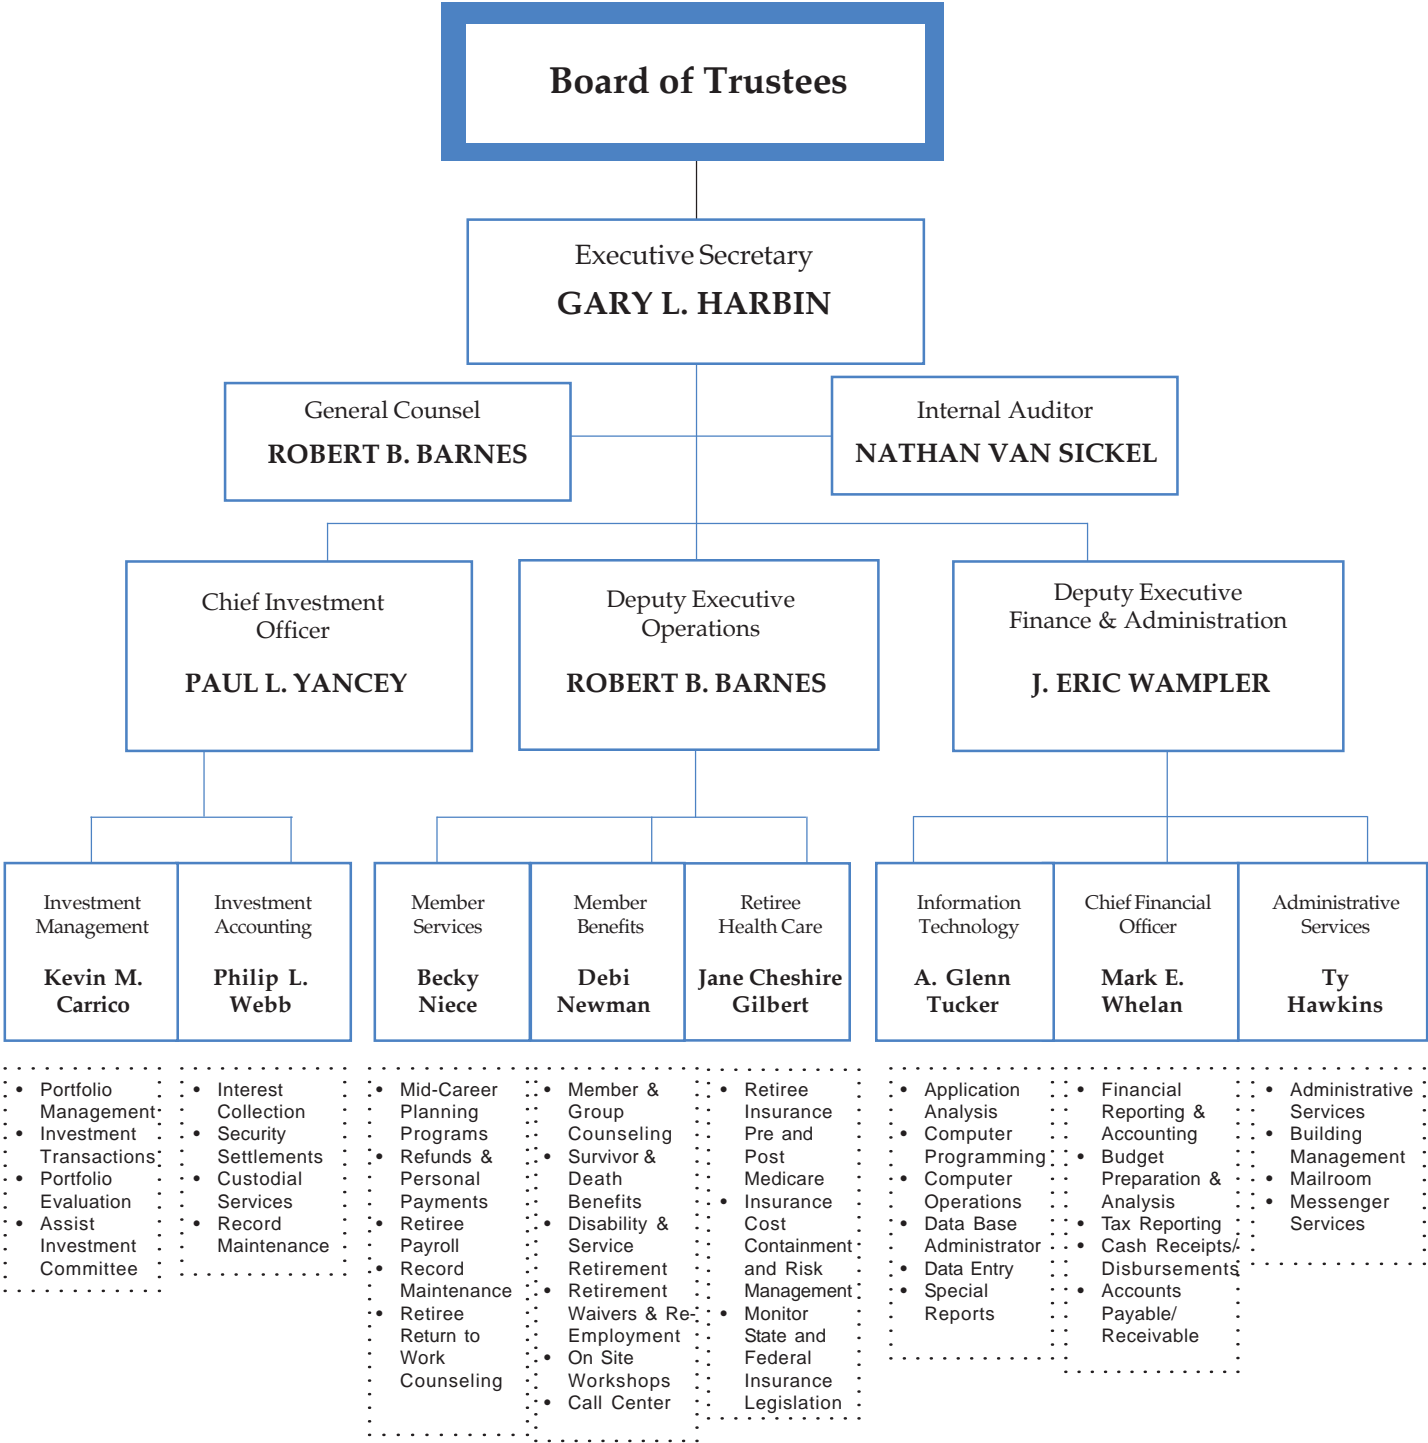 Board of Trustees
Executive Secretary
GARY L. HARBIN
General Counsel
ROBERT B. BARNES
Internal Auditor
NATHAN VAN SICKEL
Chief Investment
Officer
PAUL L. YANCEY
Deputy Executive
Operations
ROBERT B. BARNES
Deputy Executive
Finance & Administration
J. ERIC WAMPLER
Investment
Management
Kevin M.
Carrico
Investment
Accounting
Philip L.
Webb
Member
Services
Becky
Niece
Member
Benefits
Debi
Newman
Retiree
Health Care
Jane Cheshire
Gilbert
Information
Technology
A. Glenn
Tucker
Chief Financial
Officer
Mark E.
Whelan
Administrative
Services
Ty
Hawkins
• Portfolio
Management
• Investment
Transactions
• Portfolio
Evaluation
• Assist
Investment
Committee
• Interest
Collection
• Security
Settlements
• Custodial
Services
• Record
Maintenance
• Mid-Career
Planning
Programs
• Refunds &
Personal
Payments
• Retiree
Payroll
• Record
Maintenance
• Retiree
Return to
Work
Counseling
• Member &
Group
Counseling
• Survivor &
Death
Benefits
• Disability &
Service
Retirement
• Retirement
Waivers & Re-
Employment
• On Site
Workshops
• Call Center
• Retiree
Insurance
Pre and
Post
Medicare
• Insurance
Cost
Containment
and Risk
Management
• Monitor
State and
Federal
Insurance
Legislation
• Application
Analysis
• Computer
Programming
• Computer
Operations
• Data Base
Administrator
• Data Entry
• Special
Reports
• Financial
Reporting &
Accounting
• Budget
Preparation &
Analysis
• Tax Reporting
• Cash Receipts/
Disbursements
• Accounts
Payable/
Receivable
• Administrative
Services
• Building
Management
• Mailroom
• Messenger
Services